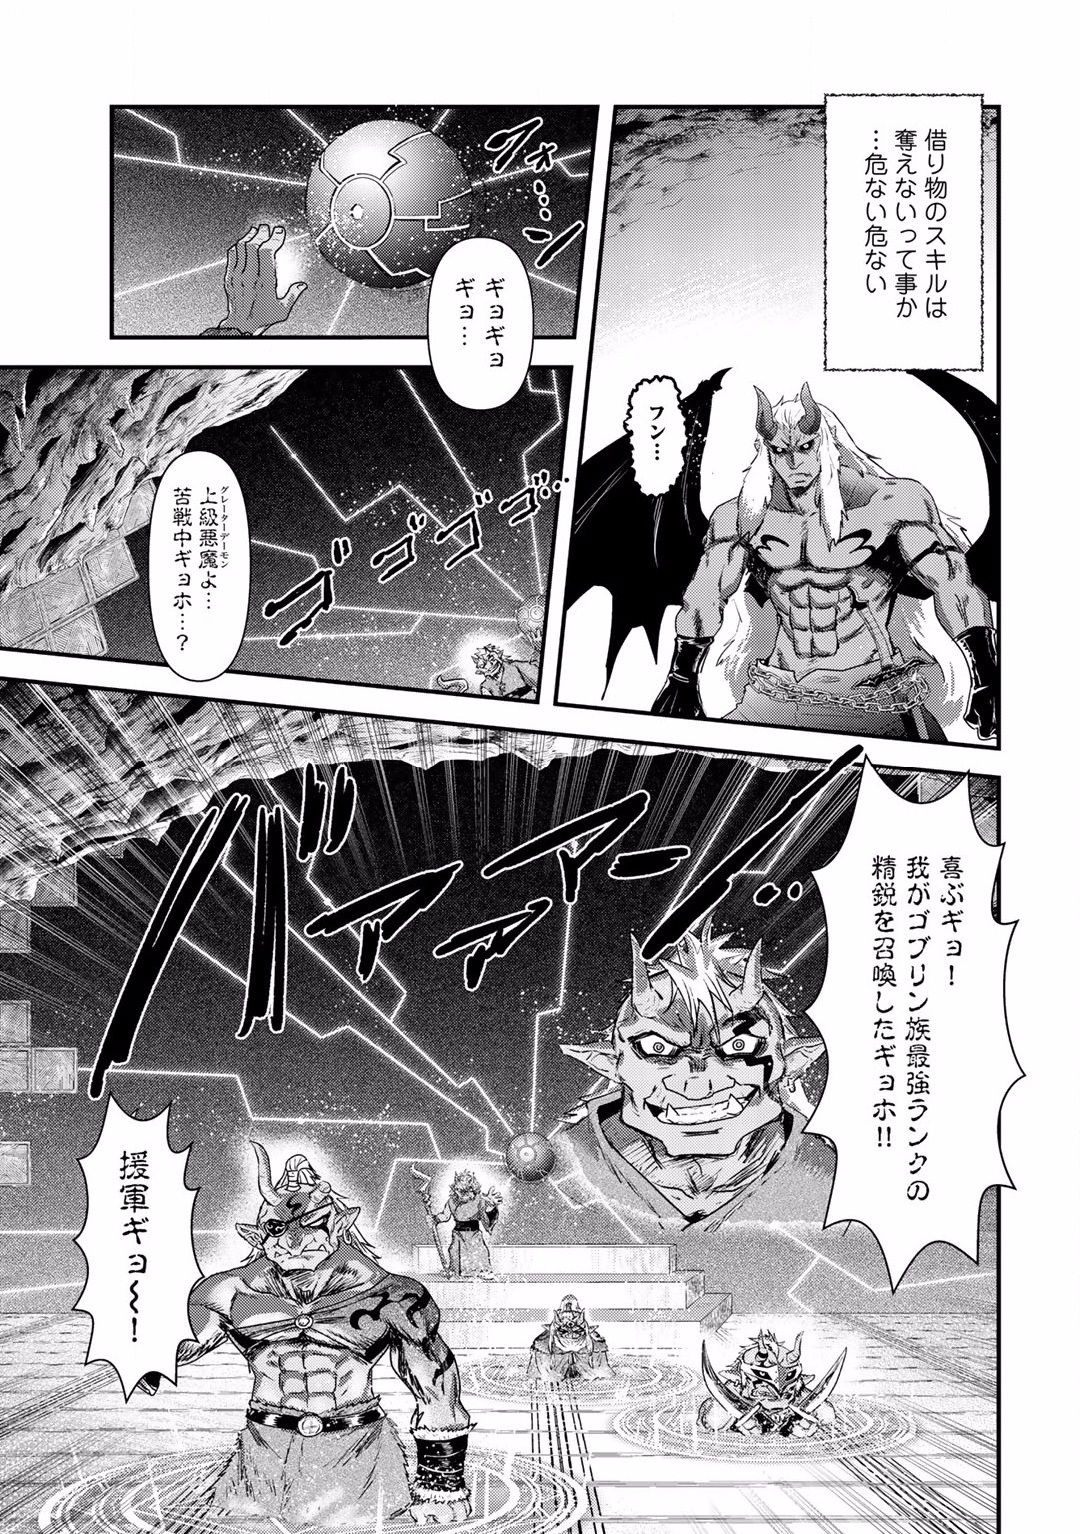 借り物のスキルは
奪えないって事か
…危ない危ない
フン…
フォ…ン
ギョギョ
ギョ…
ゴゴゴ
上級悪魔よ…
グレーターデーモン
苦戦中ギョホ…？
喜ぶギョ！
我がゴブリン族最強ランクの
精鋭を召喚したギョホ!!
バァァァ…
援軍ギョ〜！